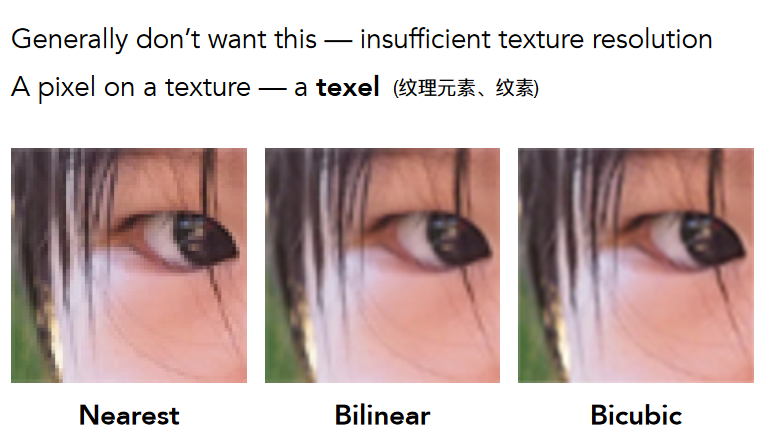 Generally don’t want this — insufficient texture resolution
A pixel on a texture — a texel (纹理元素、纹素)
Nearest
Bilinear
Bicubic